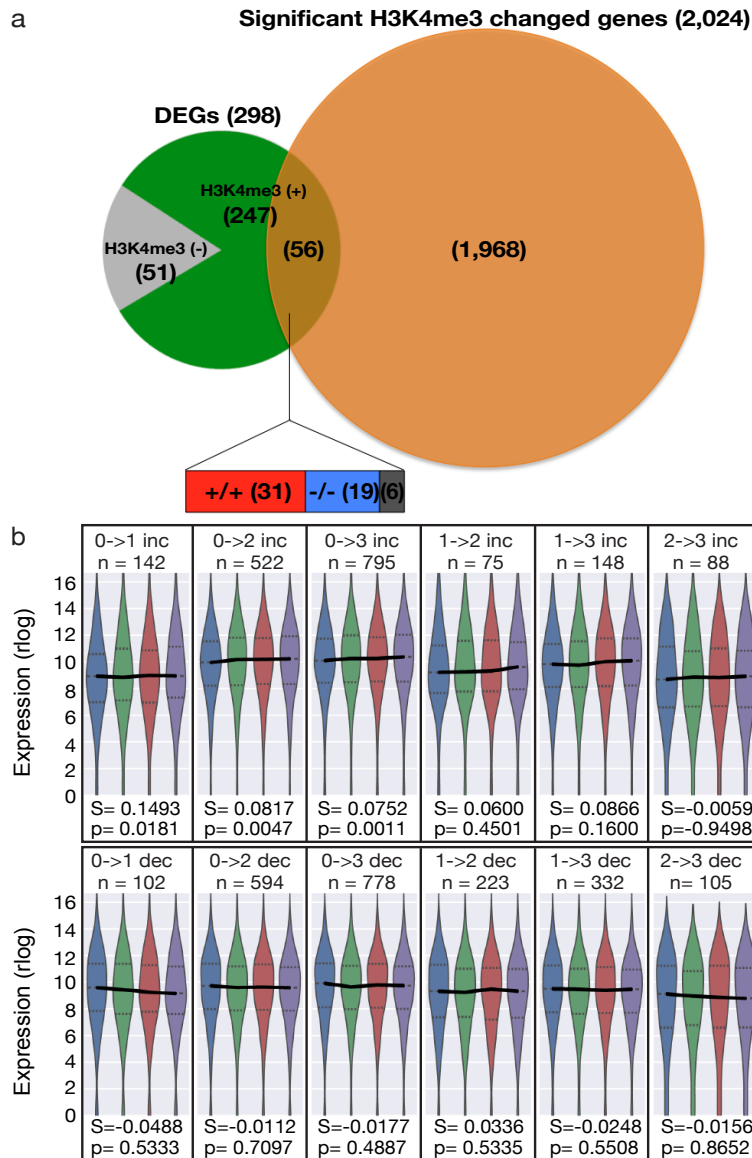 a
Significant H3K4me3 changed genes (2,024)
DEGs (298)
H3K4me3 (+)
(247)
H3K4me3 (-)
(51)
(56)
(1,968)
+/+ (31) -/- (19) (6)
b
0->1 inc 0->2 inc 0->3 inc 1->2 inc 1->3 inc 2->3 inc
n = 142 n = 522 n = 795 n = 75 n = 148 n = 88
Expression (rlog)
16
14
12
10
8
6
4
2
0
S= 0.1493 S= 0.0817 S= 0.0752 S= 0.0600 S= 0.0866 S=-0.0059
p= 0.0181 p= 0.0047 p= 0.0011 p= 0.4501 p= 0.1600 p=-0.9498
0->1 dec 0->2 dec 0->3 dec 1->2 dec 1->3 dec 2->3 dec
n = 102 n = 594 n = 778 n = 223 n = 332 n= 105
Expression (rlog)
16
14
12
10
8
6
4
2
0
S=-0.0488 S=-0.0112 S=-0.0177 S= 0.0336 S=-0.0248 S=-0.0156
p= 0.5333 p= 0.7097 p= 0.4887 p= 0.5335 p= 0.5508 p= 0.8652